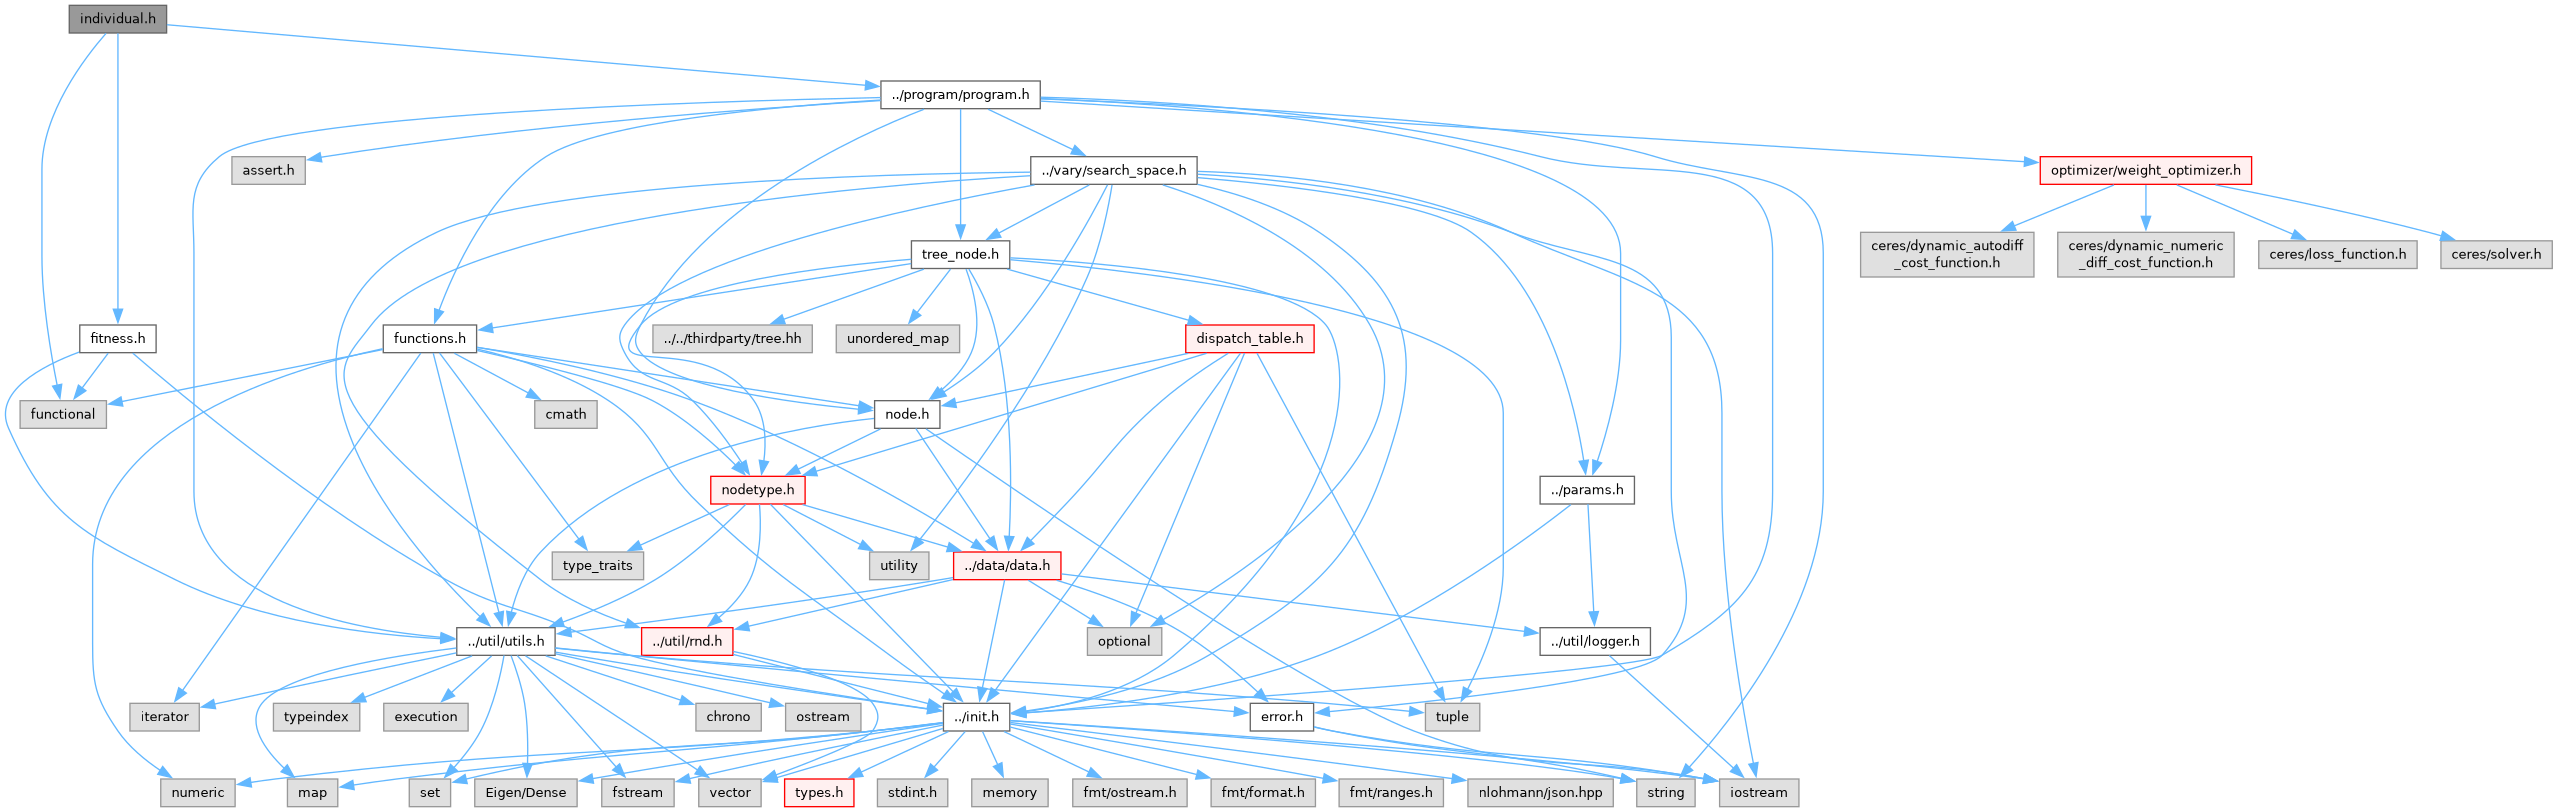 individual.h
../program/program.h
assert.h
../vary/search_space.h
optimizer/weight_optimizer.h
tree_node.h
ceres/dynamic_autodiff
_cost_function.h
ceres/dynamic_numeric
_diff_cost_function.h
ceres/loss_function.h
ceres/solver.h
fitness.h
functions.h
../../thirdparty/tree.hh
unordered_map
dispatch_table.h
functional
cmath
node.h
nodetype.h
../params.h
type_traits
utility
../data/data.h
../util/utils.h
../util/rnd.h
optional
../util/logger.h
iterator
typeindex
execution
chrono
ostream
../init.h
error.h
tuple
numeric
map
set
Eigen/Dense
fstream
vector
types.h
stdint.h
memory
fmt/ostream.h
fmt/format.h
fmt/ranges.h
nlohmann/json.hpp
string
iostream